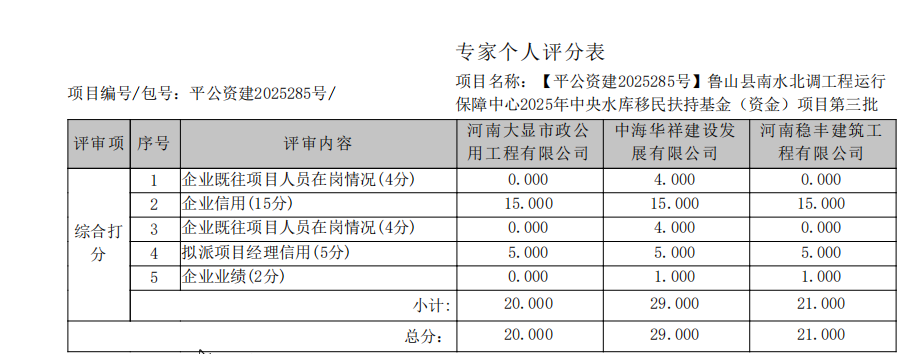 专家个人评分表
项目编号/包号：平公资建2025285号/
项目名称：【平公资建2025285号】鲁山县南水北调工程运行
保障中心2025年中央水库移民扶持基金（资金）项目第三批
评审项 序号 评审内容 河南大显市政公用工程有限公司 中海华祥建设发展有限公司 河南稳丰建筑工程有限公司
综合打分
1 企业既往项目人员在岗情况(4分) 0.000 4.000 0.000
2 企业信用(15分) 15.000 15.000 15.000
3 企业既往项目人员在岗情况(4分) 0.000 4.000 0.000
4 拟派项目经理信用(5分) 5.000 5.000 5.000
5 企业业绩(2分) 0.000 1.000 1.000
小计: 20.000 29.000 21.000
总分: 20.000 29.000 21.000